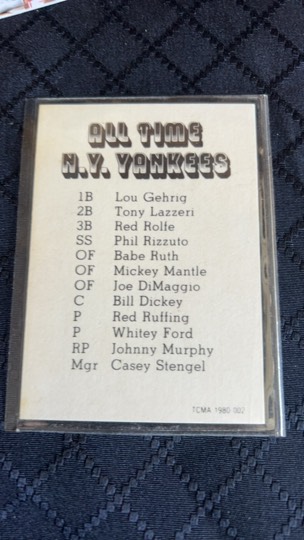 ALL TIME
N.Y. YANKEES
1B Lou Gehrig
2B Tony Lazzeri
3B Red Rolfe
SS Phil Rizzuto
OF Babe Ruth
OF Mickey Mantle
OF Joe DiMaggio
C Bill Dickey
P Red Ruffing
P Whitey Ford
RP Johnny Murphy
Mgr Casey Stengel
TCMA 1980 002